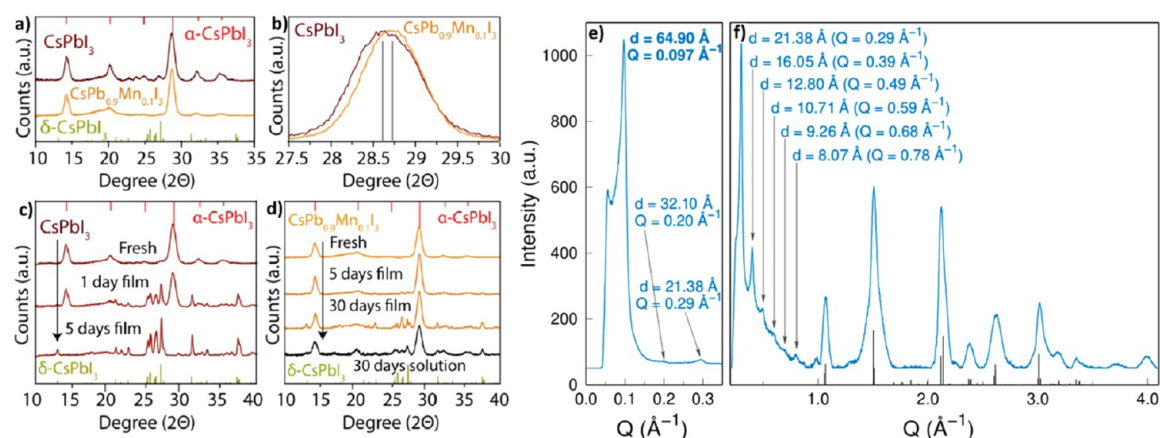 a)
α-CsPbI₃
CsPbI₃
CsPb₀.₉Mn₀.₁I₃
δ-CsPbI₃
Counts (a.u.)
10 15 20 25 30 35
Degree (2Θ)
b)
CsPbI₃
CsPb₀.₉Mn₀.₁I₃
Counts (a.u.)
27.5 28.0 28.5 29.0 29.5 30.0
Degree (2Θ)
c)
CsPbI₃
α-CsPbI₃
Fresh
1 day film
5 days film
δ-CsPbI₃
Counts (a.u.)
10 15 20 25 30 35 40
Degree (2Θ)
d)
CsPb₀.₉Mn₀.₁I₃
α-CsPbI₃
Fresh
5 days film
30 days film
30 days solution
δ-CsPbI₃
Counts (a.u.)
10 15 20 25 30 35 40
Degree (2Θ)
e)
d = 64.90 Å
Q = 0.097 Å⁻¹
d = 32.10 Å
Q = 0.20 Å⁻¹
d = 21.38 Å
Q = 0.29 Å⁻¹
Intensity (a.u.)
1000
800
600
400
200
0
0.0 0.1 0.2 0.3
Q (Å⁻¹)
f)
d = 21.38 Å (Q = 0.29 Å⁻¹)
d = 16.05 Å (Q = 0.39 Å⁻¹)
d = 12.80 Å (Q = 0.49 Å⁻¹)
d = 10.71 Å (Q = 0.59 Å⁻¹)
d = 9.26 Å (Q = 0.68 Å⁻¹)
d = 8.07 Å (Q = 0.78 Å⁻¹)
1.0 2.0 3.0 4.0
Q (Å⁻¹)